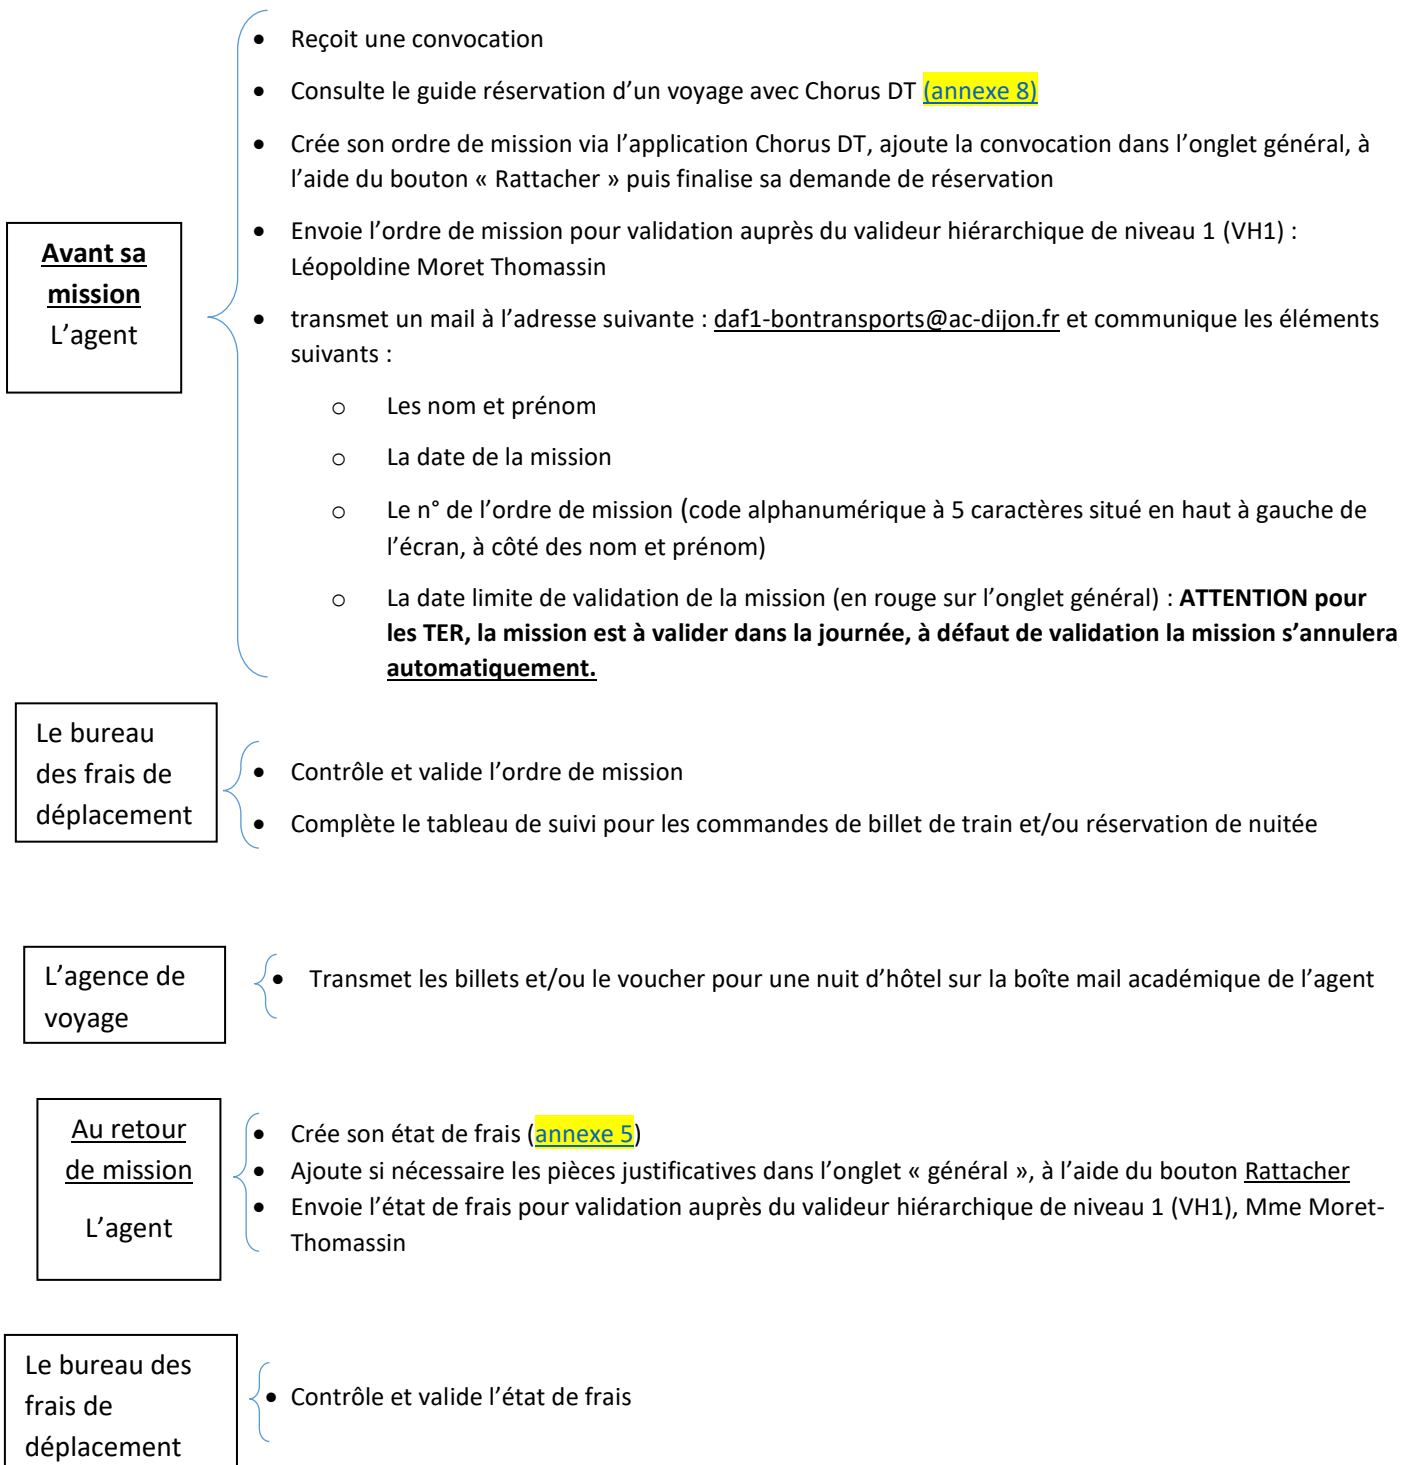 • Reçoit une convocation
• Consulte le guide réservation d’un voyage avec Chorus DT (annexe 8)
• Crée son ordre de mission via l’application Chorus DT, ajoute la convocation dans l’onglet général, à
l’aide du bouton « Rattacher » puis finalise sa demande de réservation
Avant sa
mission
L’agent
• Envoie l’ordre de mission pour validation auprès du valideur hiérarchique de niveau 1 (VH1) :
Léopoldine Moret Thomassin
• transmet un mail à l’adresse suivante : daf1-bontransports@ac-dijon.fr et communique les éléments
suivants :
o Les nom et prénom
o La date de la mission
o Le n° de l’ordre de mission (code alphanumérique à 5 caractères situé en haut à gauche de
l’écran, à côté des nom et prénom)
o La date limite de validation de la mission (en rouge sur l’onglet général) : ATTENTION pour
les TER, la mission est à valider dans la journée, à défaut de validation la mission s’annulera
automatiquement.
Le bureau
des frais de
déplacement
• Contrôle et valide l’ordre de mission
• Complète le tableau de suivi pour les commandes de billet de train et/ou réservation de nuitée
L’agence de
voyage
• Transmet les billets et/ou le voucher pour une nuit d’hôtel sur la boîte mail académique de l’agent
Au retour
de mission
L’agent
• Crée son état de frais (annexe 5)
• Ajoute si nécessaire les pièces justificatives dans l’onglet « général », à l’aide du bouton Rattacher
• Envoie l’état de frais pour validation auprès du valideur hiérarchique de niveau 1 (VH1), Mme Moret-
Thomassin
Le bureau des
frais de
déplacement
• Contrôle et valide l’état de frais